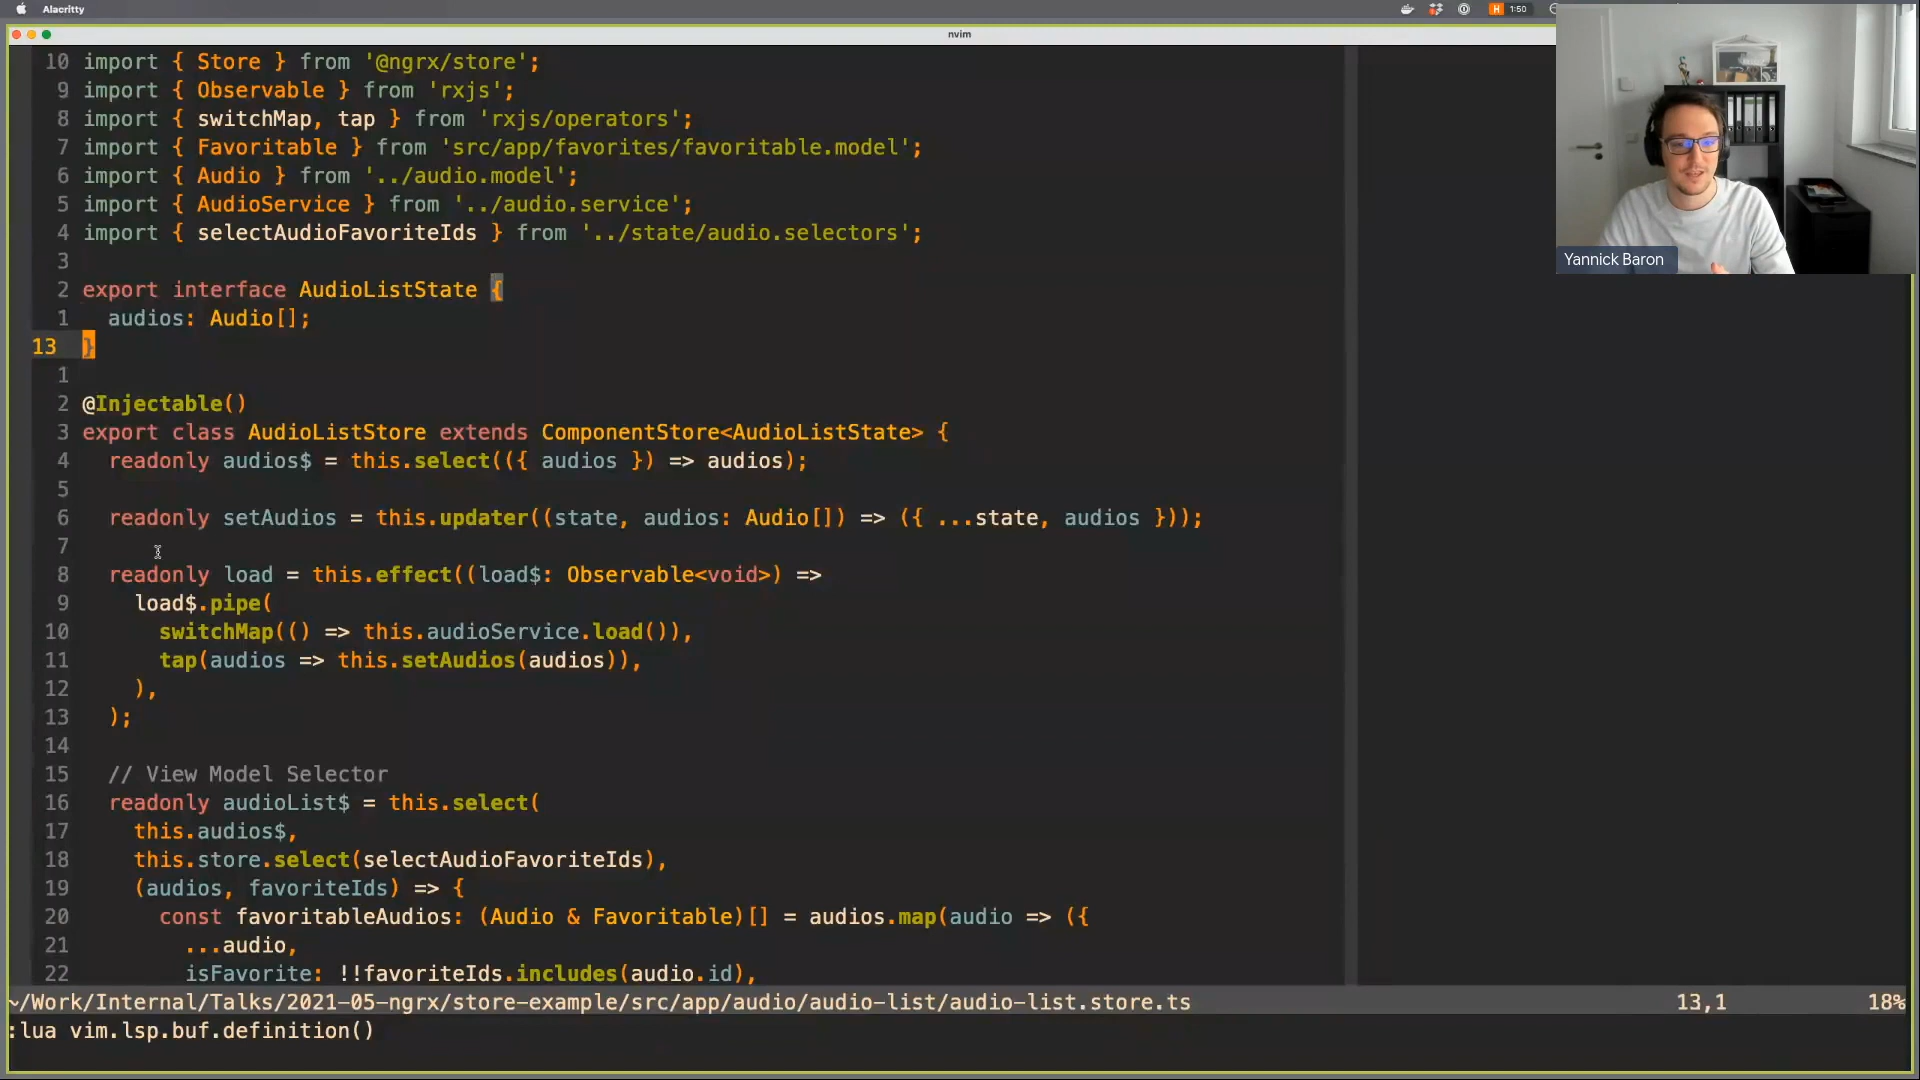 Alacritty
1:50
nvim
10 import { Store } from '@ngrx/store';
9 import { Observable } from 'rxjs';
8 import { switchMap, tap } from 'rxjs/operators';
7 import { Favoritable } from 'src/app/favorites/favoritable.model';
6 import { Audio } from '../audio.model';
5 import { AudioService } from '../audio.service';
4 import { selectAudioFavoriteIds } from '../state/audio.selectors';
3
2 export interface AudioListState {
1   audios: Audio[];
13 }
1
2 @Injectable()
3 export class AudioListStore extends ComponentStore<AudioListState> {
4   readonly audios$ = this.select(({ audios }) => audios);
5
6   readonly setAudios = this.updater((state, audios: Audio[]) => ({ ...state, audios }));
7
8   readonly load = this.effect((load$: Observable<void>) =>
9     load$.pipe(
10       switchMap(() => this.audioService.load()),
11       tap(audios => this.setAudios(audios)),
12     ),
13   );
14
15   // View Model Selector
16   readonly audioList$ = this.select(
17     this.audios$,
18     this.store.select(selectAudioFavoriteIds),
19     (audios, favoriteIds) => {
20       const favoritableAudios: (Audio & Favoritable)[] = audios.map(audio => ({
21         ...audio,
22         isFavorite: !!favoriteIds.includes(audio.id),
~/Work/Internal/Talks/2021-05-ngrx/store-example/src/app/audio/audio-list/audio-list.store.ts 13,1 18%
:lua vim.lsp.buf.definition()
Yannick Baron